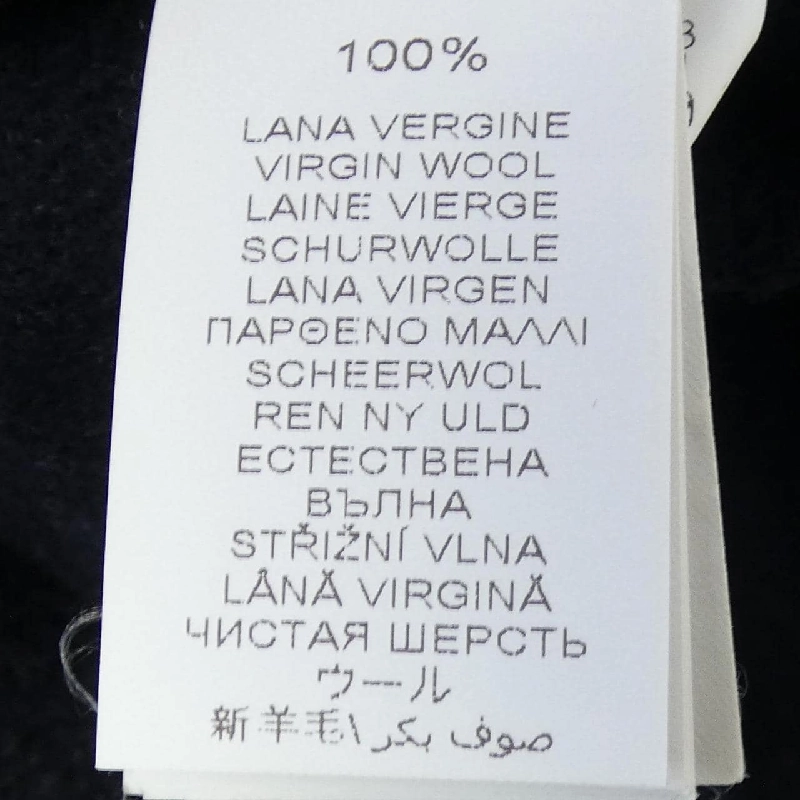 100%
LANA VERGINE
VIRGIN WOOL
LAINE VIERGE
SCHURWOLLE
LANA VIRGEN
ΠΑΡΘΕΝΟ ΜΑΛΛΙ
SCHEERWOL
REN NY ULD
ЕСТЕСТВЕНА
ВЪЛНА
STŘIŽNÍ VLNA
LÂNĂ VIRGINĂ
ЧИСТАЯ ШЕРСТЬ
ウール
新羊毛\ صوف بكر